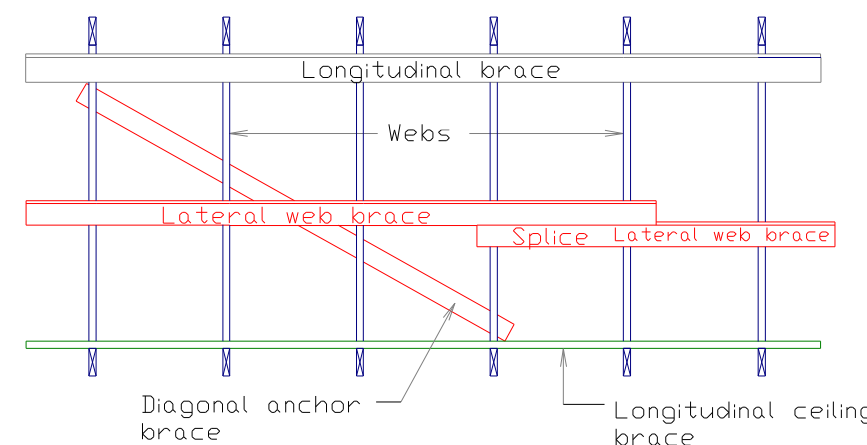 Longitudinal brace
Webs
Lateral web brace
Splice Lateral web brace
Diagonal anchor
brace
Longitudinal ceiling
brace